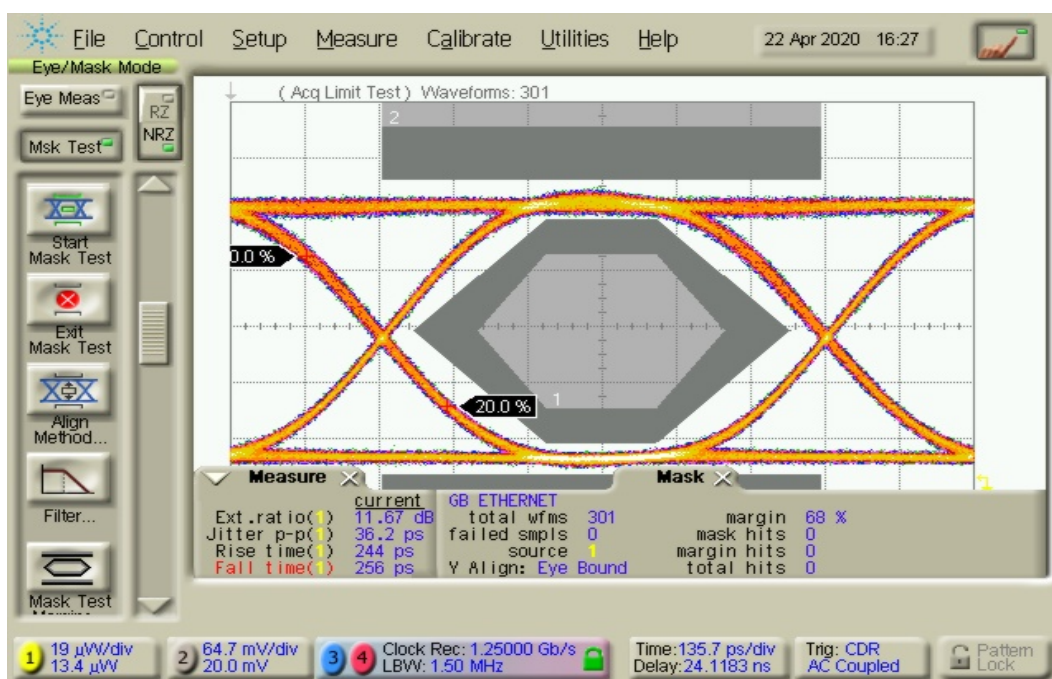 File Control Setup Measure Calibrate Utilities Help 22 Apr 2020 16:27
Eye/Mask Mode
Eye Meas
RZ
NRZ
Msk Test
Start
Mask Test
Exit
Mask Test
Align
Method...
Filter...
Mask Test
( Acq Limit Test ) Waveforms: 301
2
0.0 %
20.0 %
1
Measure
current
Ext.ratio(1) 11.67 dB
Jitter p-p(1) 36.2 ps
Rise time(1) 244 ps
Fall time(1) 256 ps
Mask
GB ETHERNET
total wfms 301 margin 68 %
failed smpls 0 mask hits 0
source 1 margin hits 0
Y Align: Eye Bound total hits 0
1 19 µW/div
13.4 µW
2 64.7 mV/div
20.0 mV
3 4 Clock Rec: 1.25000 Gb/s
LBW: 1.50 MHz
Time:135.7 ps/div
Delay:24.1183 ns
Trig: CDR
AC Coupled
Pattern
Lock